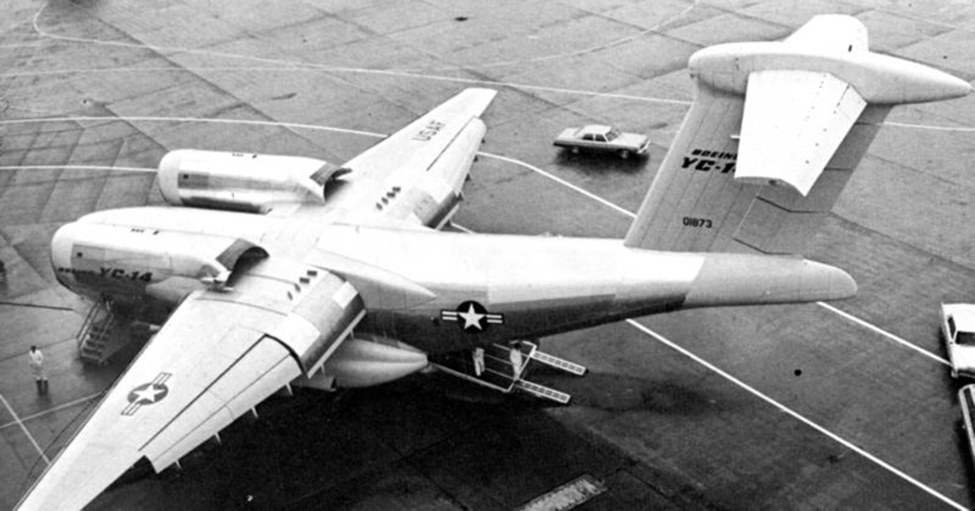 USAF
BOEING
YC-1
01873
YC-14